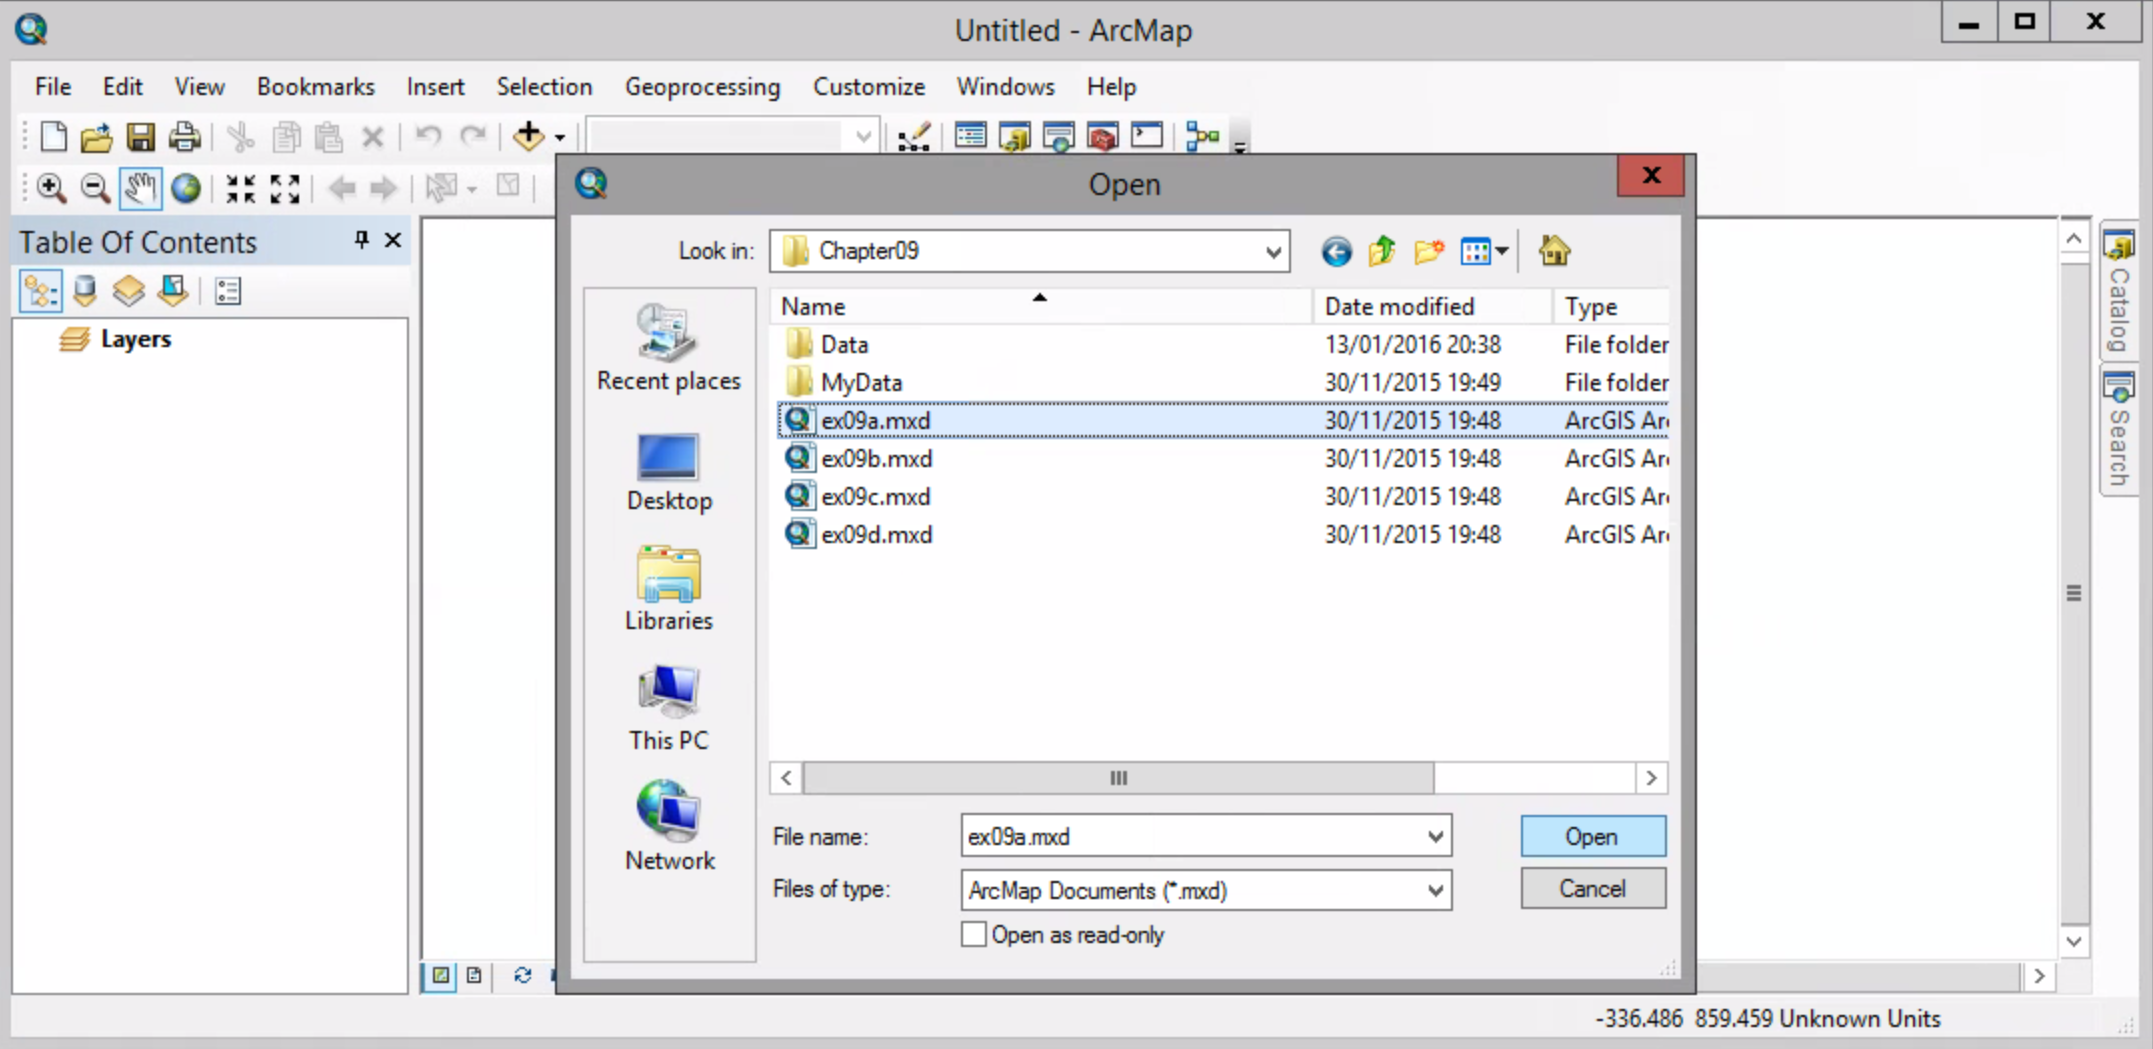 Untitled - ArcMap
File Edit View Bookmarks Insert Selection Geoprocessing Customize Windows Help
Open
Table Of Contents
Look in: Chapter09
Layers
Name Date modified Type
Data 13/01/2016 20:38 File folder
MyData 30/11/2015 19:49 File folder
ex09a.mxd 30/11/2015 19:48 ArcGIS Ar
ex09b.mxd 30/11/2015 19:48 ArcGIS Ar
ex09c.mxd 30/11/2015 19:48 ArcGIS Ar
ex09d.mxd 30/11/2015 19:48 ArcGIS Ar
Recent places
Desktop
Libraries
This PC
Network
File name: ex09a.mxd Open
Files of type: ArcMap Documents (*.mxd) Cancel
Open as read-only
Catalog
Search
-336.486 859.459 Unknown Units